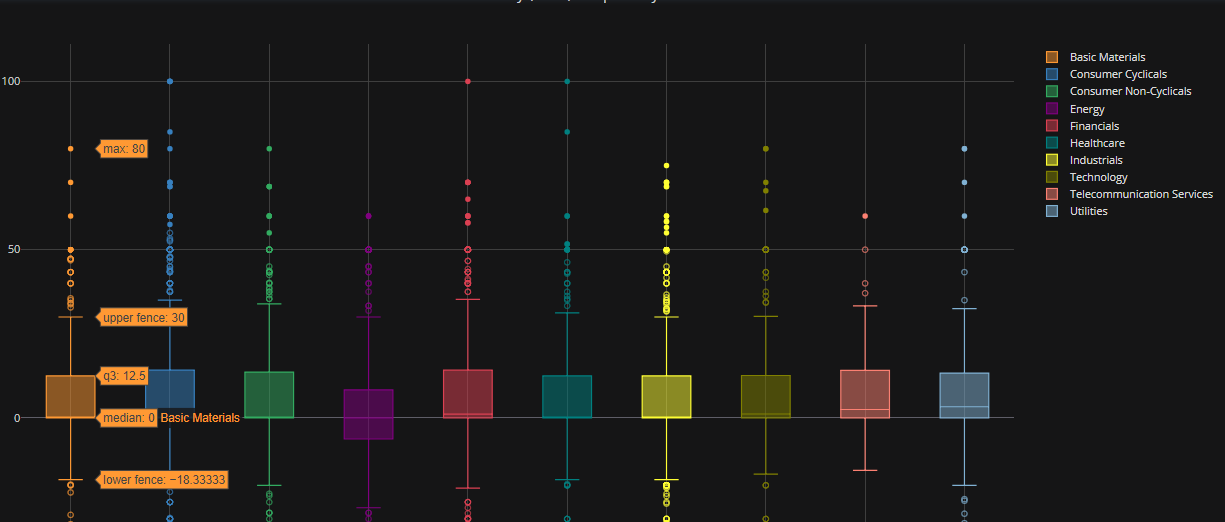 100
50
0
max: 80
upper fence: 30
q3: 12.5
median: 0 Basic Materials
lower fence: −18.33333
Basic Materials
Consumer Cyclicals
Consumer Non-Cyclicals
Energy
Financials
Healthcare
Industrials
Technology
Telecommunication Services
Utilities